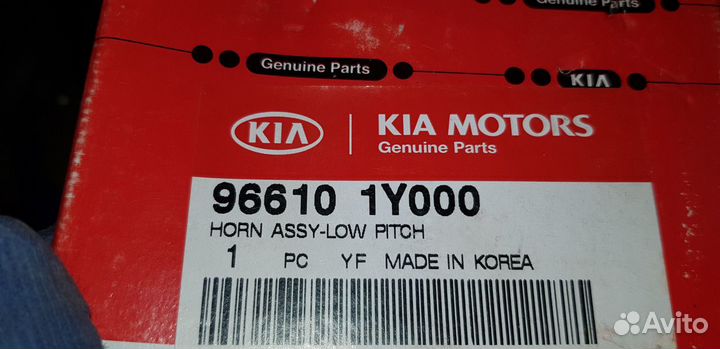 Genuine Parts
Genuine Parts
KIA
KIA | KIA MOTORS
Genuine Parts
96610 1Y000
HORN ASSY-LOW PITCH
1 PC YF MADE IN KOREA
Avito